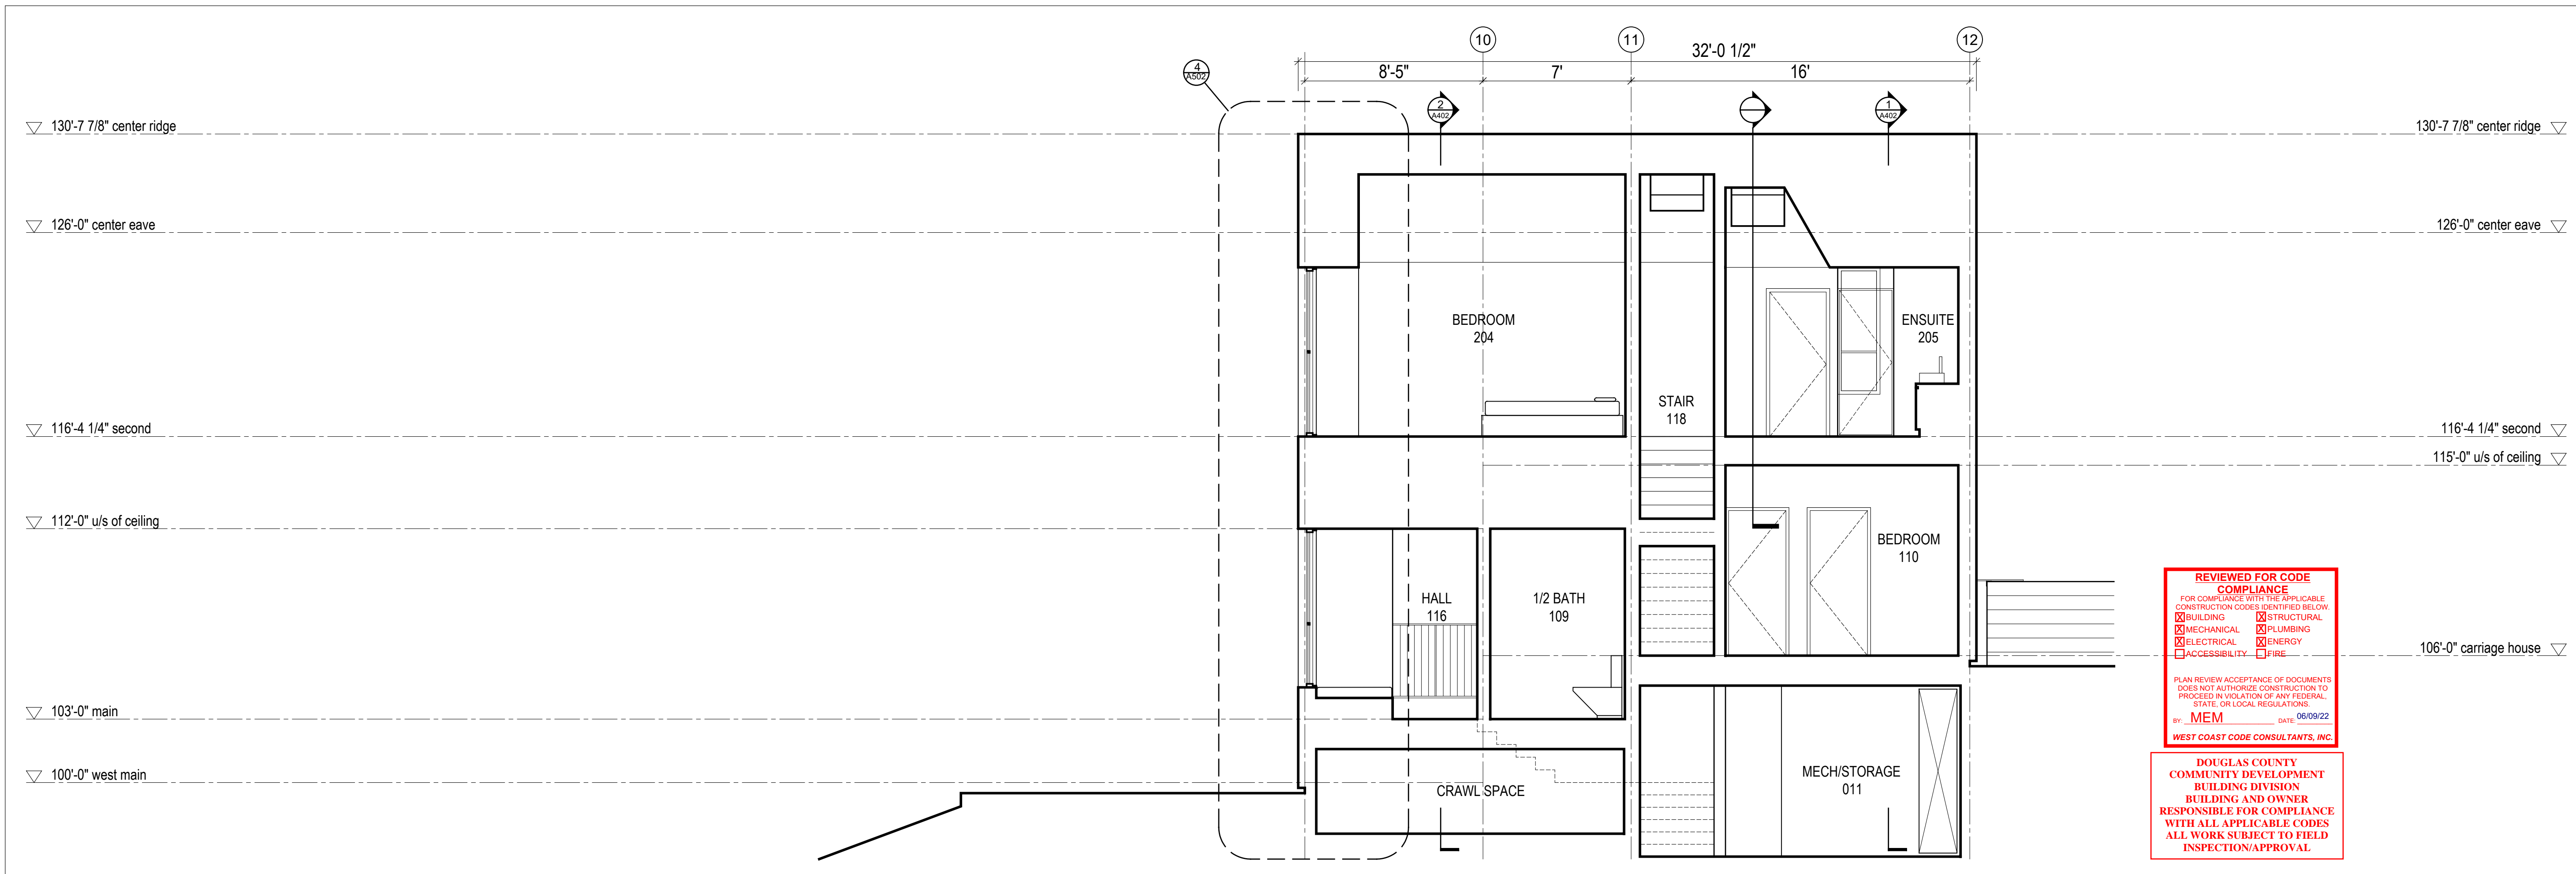 10
11
12
32'-0 1/2"
8'-5"
7'
16'
4
A502
2
A402
1
A402
130'-7 7/8" center ridge
130'-7 7/8" center ridge
126'-0" center eave
126'-0" center eave
BEDROOM
204
ENSUITE
205
STAIR
118
116'-4 1/4" second
116'-4 1/4" second
115'-0" u/s of ceiling
112'-0" u/s of ceiling
BEDROOM
110
HALL
116
1/2 BATH
109
106'-0" carriage house
103'-0" main
100'-0" west main
CRAWL SPACE
MECH/STORAGE
011
REVIEWED FOR CODE
COMPLIANCE
FOR COMPLIANCE WITH THE APPLICABLE
CONSTRUCTION CODES IDENTIFIED BELOW.
X BUILDING X STRUCTURAL
X MECHANICAL X PLUMBING
X ELECTRICAL X ENERGY
ACCESSIBILITY FIRE
PLAN REVIEW ACCEPTANCE OF DOCUMENTS
DOES NOT AUTHORIZE CONSTRUCTION TO
PROCEED IN VIOLATION OF ANY FEDERAL,
STATE, OR LOCAL REGULATIONS.
BY: MEM DATE: 06/09/22
WEST COAST CODE CONSULTANTS, INC.
DOUGLAS COUNTY
COMMUNITY DEVELOPMENT
BUILDING DIVISION
BUILDING AND OWNER
RESPONSIBLE FOR COMPLIANCE
WITH ALL APPLICABLE CODES
ALL WORK SUBJECT TO FIELD
INSPECTION/APPROVAL